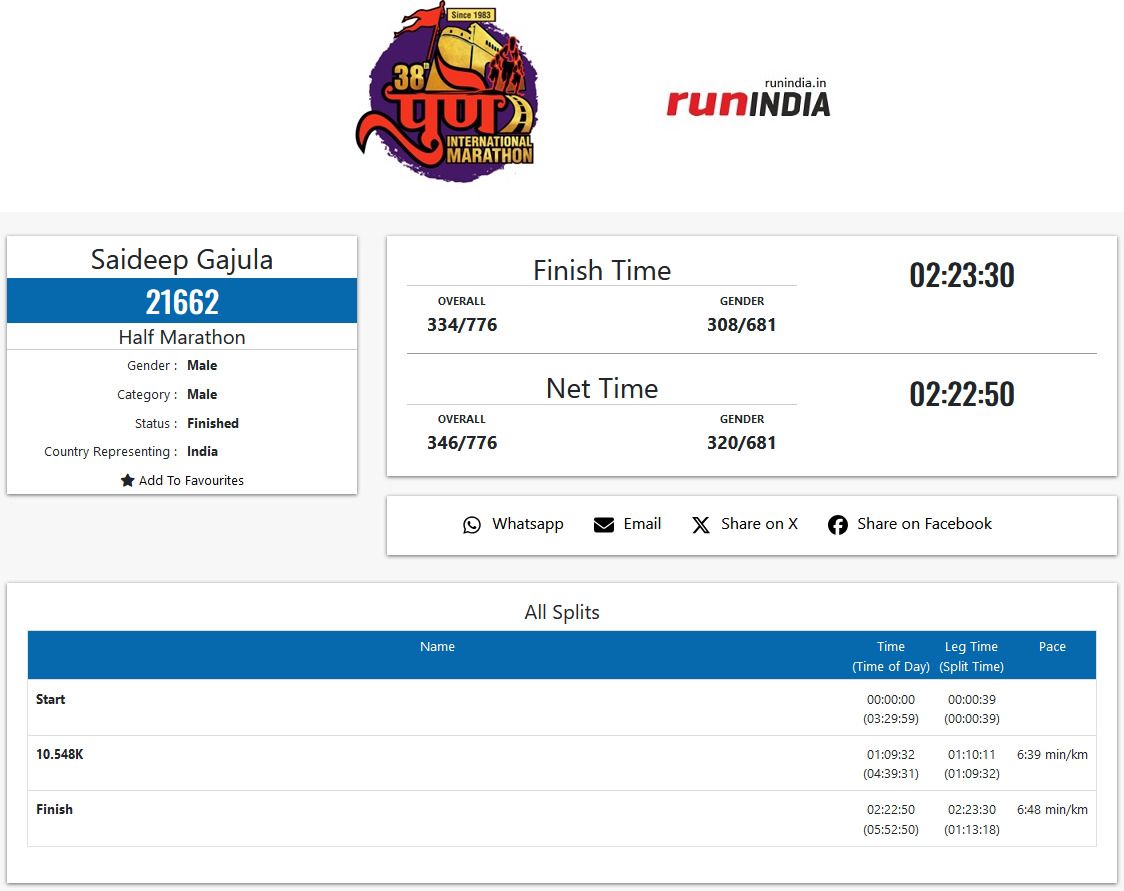 Since 1983
38th
पुणे
INTERNATIONAL
MARATHON
runindia.in
runINDIA
Saideep Gajula
21662
Half Marathon
Gender : Male
Category : Male
Status : Finished
Country Representing : India
Add To Favourites
Finish Time 02:23:30
OVERALL GENDER
334/776 308/681
Net Time 02:22:50
OVERALL GENDER
346/776 320/681
Whatsapp Email Share on X Share on Facebook
All Splits
Name Time Leg Time Pace
(Time of Day) (Split Time)
Start 00:00:00 00:00:39
(03:29:59) (00:00:39)
10.548K 01:09:32 01:10:11 6:39 min/km
(04:39:31) (01:09:32)
Finish 02:22:50 02:23:30 6:48 min/km
(05:52:50) (01:13:18)